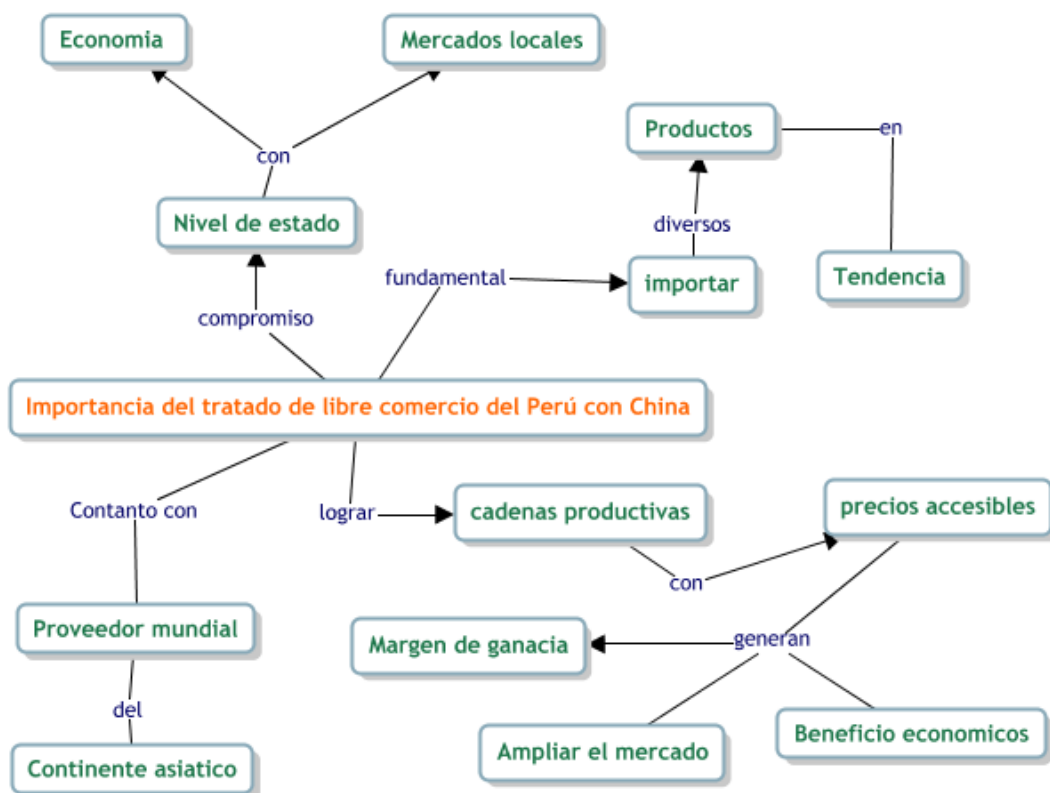 Economia
Mercados locales
Productos
en
con
Nivel de estado
diversos
fundamental
importar
Tendencia
compromiso
Importancia del tratado de libre comercio del Perú con China
Contanto con
lograr
cadenas productivas
precios accesibles
con
Proveedor mundial
Margen de ganacia
generan
del
Ampliar el mercado
Beneficio economicos
Continente asiatico